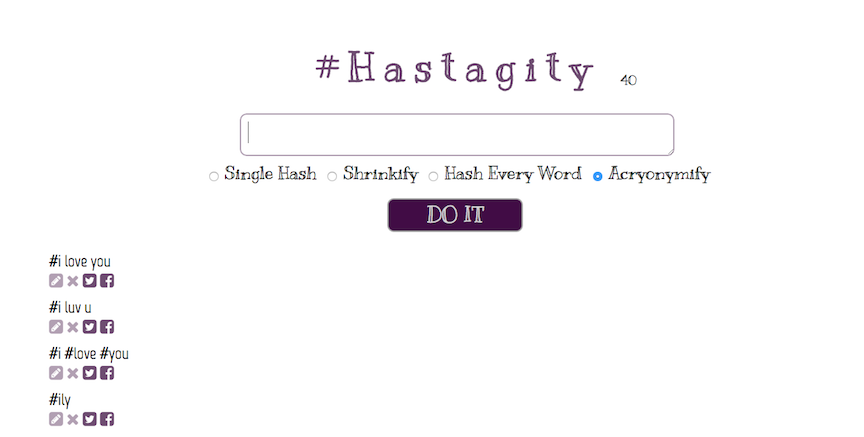 #Hastagity 40
Single Hash Shrinkify Hash Every Word Acryonymify
DO IT
#i love you
#i luv u
#i #love #you
#ily